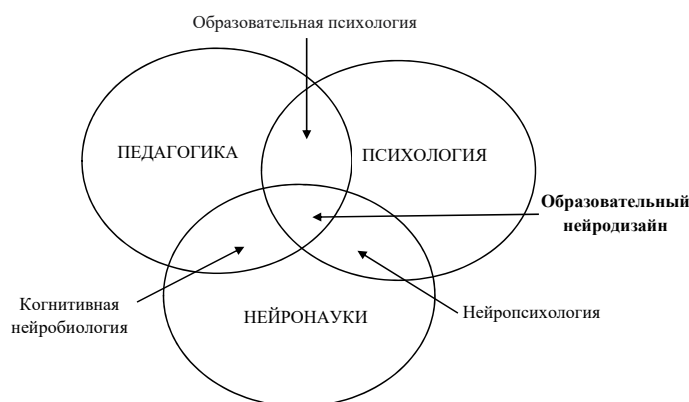 Образовательная психология
ПЕДАГОГИКА
ПСИХОЛОГИЯ
Образовательный
нейродизайн
Когнитивная
нейробиология
НЕЙРОНАУКИ
Нейропсихология